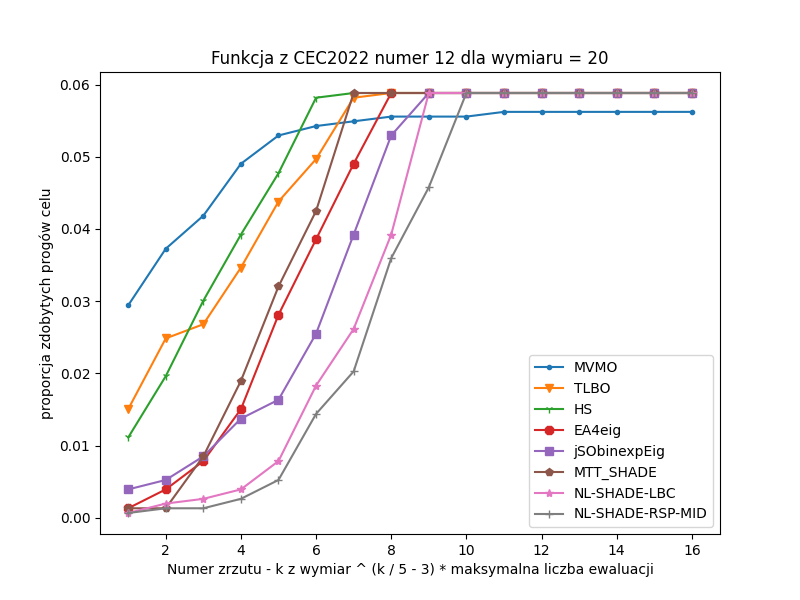 Funkcja z CEC2022 numer 12 dla wymiaru = 20
proporcja zdobytych progów celu
0.06
0.05
0.04
0.03
0.02
0.01
0.00
MVMO
TLBO
HS
EA4eig
jSObinexpEig
MTT_SHADE
NL-SHADE-LBC
NL-SHADE-RSP-MID
2 4 6 8 10 12 14 16
Numer zrzutu - k z wymiar ^ (k / 5 - 3) * maksymalna liczba ewaluacji